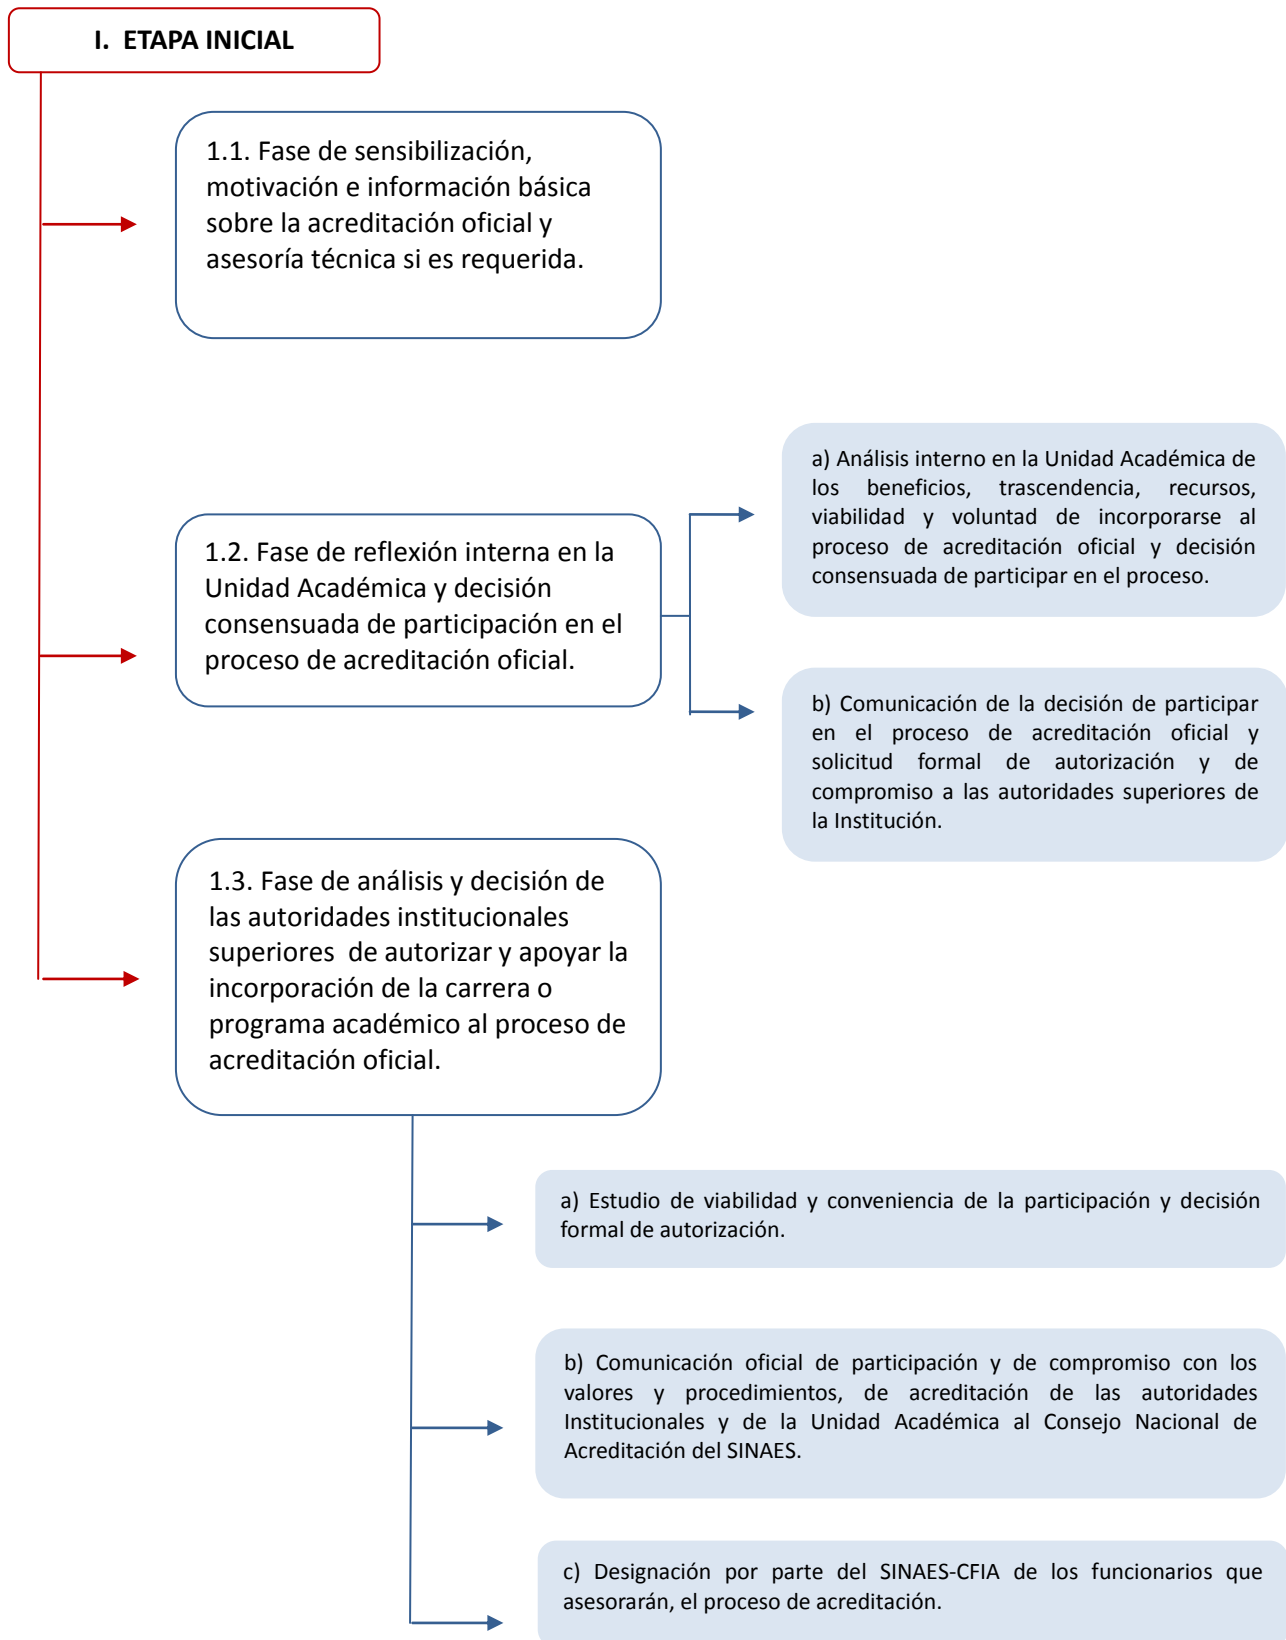 I. ETAPA INICIAL
1.1. Fase de sensibilización,
motivación e información básica
sobre la acreditación oficial y
asesoría técnica si es requerida.
1.2. Fase de reflexión interna en la
Unidad Académica y decisión
consensuada de participación en el
proceso de acreditación oficial.
a) Análisis interno en la Unidad Académica de
los beneficios, trascendencia, recursos,
viabilidad y voluntad de incorporarse al
proceso de acreditación oficial y decisión
consensuada de participar en el proceso.
b) Comunicación de la decisión de participar
en el proceso de acreditación oficial y
solicitud formal de autorización y de
compromiso a las autoridades superiores de
la Institución.
1.3. Fase de análisis y decisión de
las autoridades institucionales
superiores de autorizar y apoyar la
incorporación de la carrera o
programa académico al proceso de
acreditación oficial.
a) Estudio de viabilidad y conveniencia de la participación y decisión
formal de autorización.
b) Comunicación oficial de participación y de compromiso con los
valores y procedimientos, de acreditación de las autoridades
Institucionales y de la Unidad Académica al Consejo Nacional de
Acreditación del SINAES.
c) Designación por parte del SINAES-CFIA de los funcionarios que
asesorarán, el proceso de acreditación.